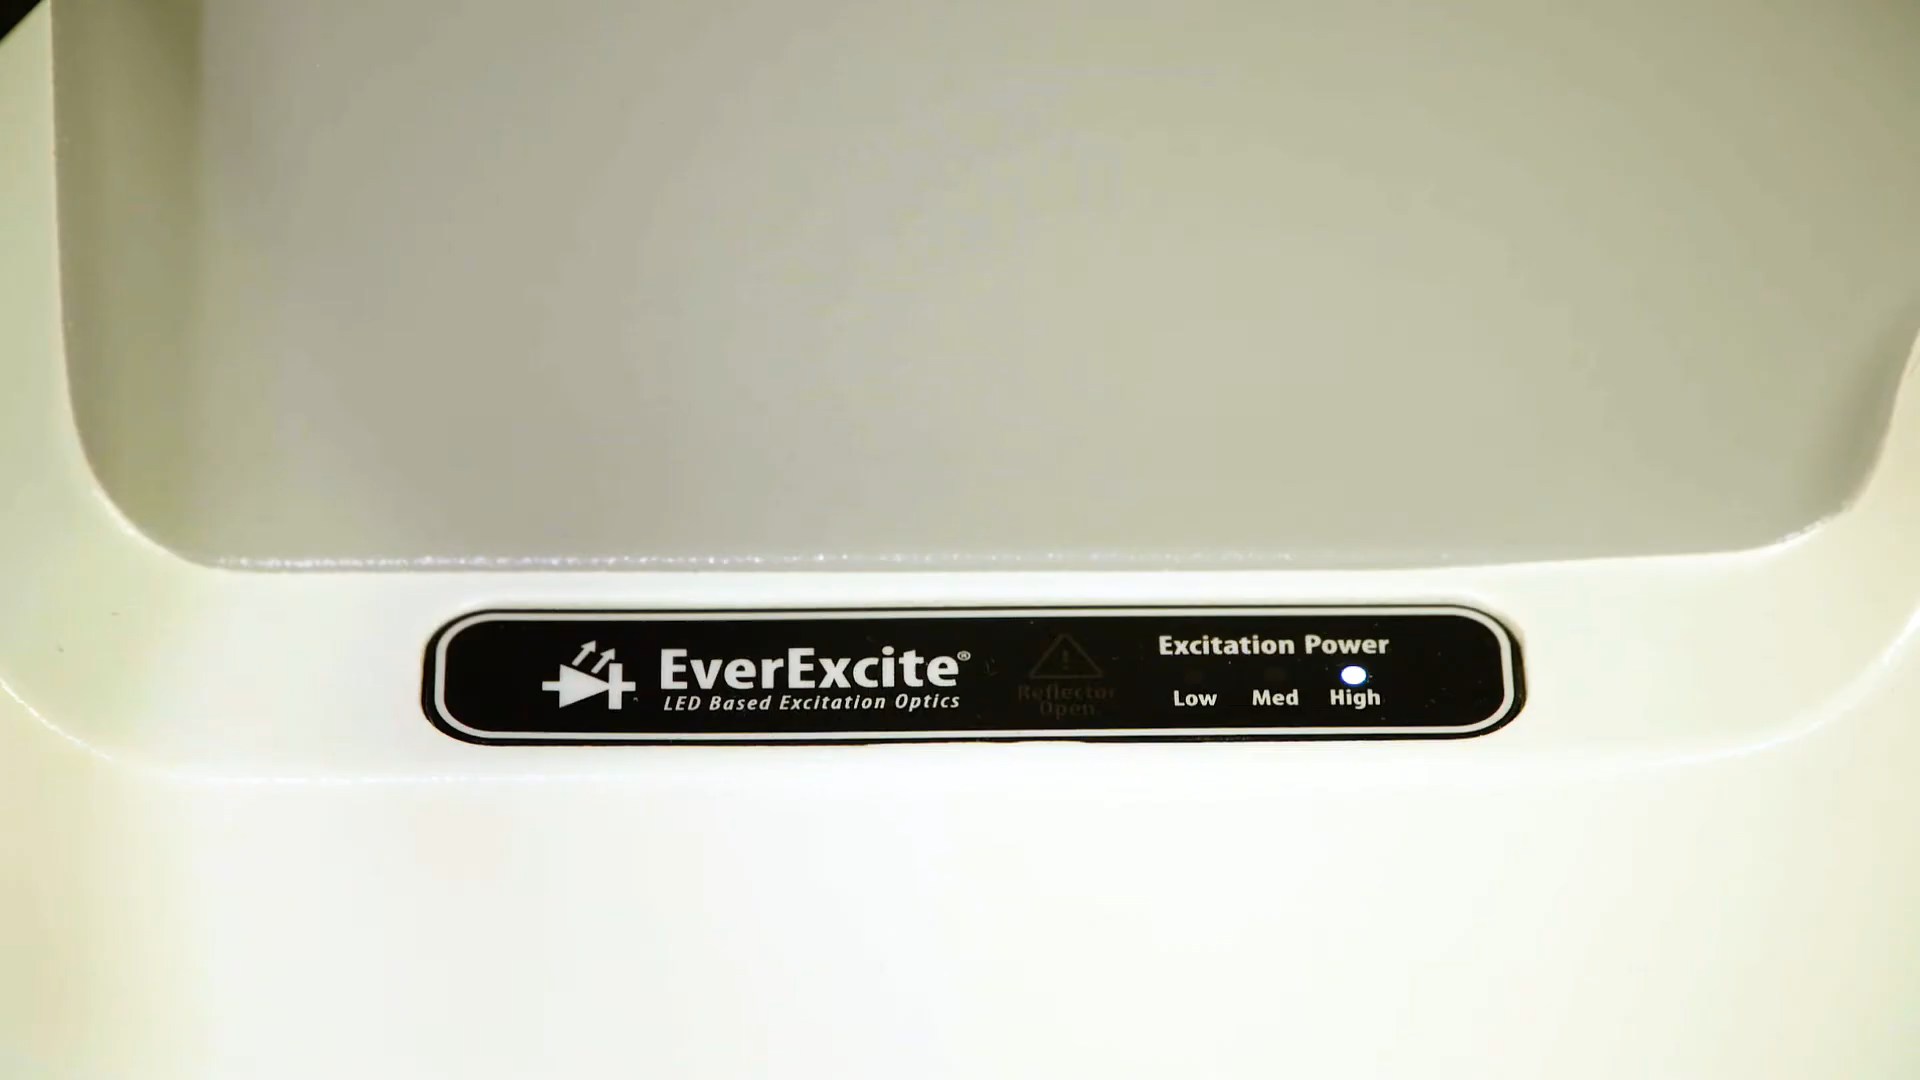 EverExcite®
LED Based Excitation Optics
Reflector
Open
Excitation Power
Low Med High